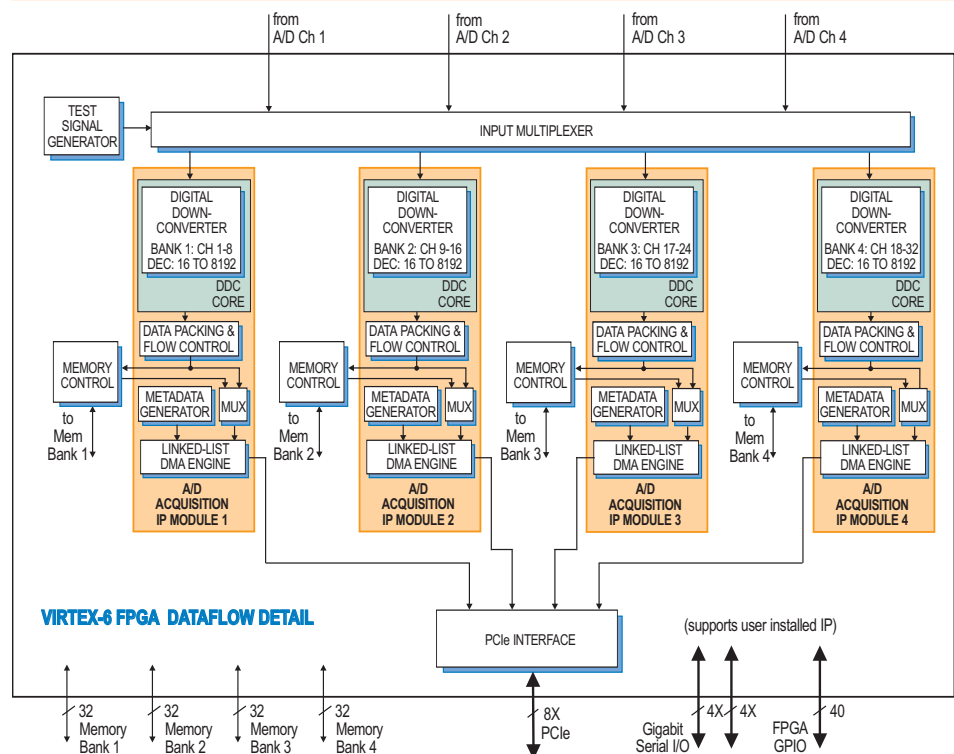 from
A/D Ch 1
from
A/D Ch 2
from
A/D Ch 3
from
A/D Ch 4
TEST
SIGNAL
GENERATOR
INPUT MULTIPLEXER
DIGITAL
DOWN-
CONVERTER
BANK 1: CH 1-8
DEC: 16 TO 8192
DDC
CORE
DATA PACKING &
FLOW CONTROL
MEMORY
CONTROL
METADATA
GENERATOR
MUX
to
Mem
Bank 1
LINKED-LIST
DMA ENGINE
A/D
ACQUISITION
IP MODULE 1
DIGITAL
DOWN-
CONVERTER
BANK 2: CH 9-16
DEC: 16 TO 8192
DDC
CORE
DATA PACKING &
FLOW CONTROL
MEMORY
CONTROL
METADATA
GENERATOR
MUX
to
Mem
Bank 2
LINKED-LIST
DMA ENGINE
A/D
ACQUISITION
IP MODULE 2
DIGITAL
DOWN-
CONVERTER
BANK 3: CH 17-24
DEC: 16 TO 8192
DDC
CORE
DATA PACKING &
FLOW CONTROL
MEMORY
CONTROL
METADATA
GENERATOR
MUX
to
Mem
Bank 3
LINKED-LIST
DMA ENGINE
A/D
ACQUISITION
IP MODULE 3
DIGITAL
DOWN-
CONVERTER
BANK 4: CH 18-32
DEC: 16 TO 8192
DDC
CORE
DATA PACKING &
FLOW CONTROL
MEMORY
CONTROL
METADATA
GENERATOR
MUX
to
Mem
Bank 4
LINKED-LIST
DMA ENGINE
A/D
ACQUISITION
IP MODULE 4
VIRTEX-6 FPGA DATAFLOW DETAIL
PCIe INTERFACE
(supports user installed IP)
32
Memory
Bank 1
32
Memory
Bank 2
32
Memory
Bank 3
32
Memory
Bank 4
8X
PCIe
4X
4X
Gigabit
Serial I/O
40
FPGA
GPIO